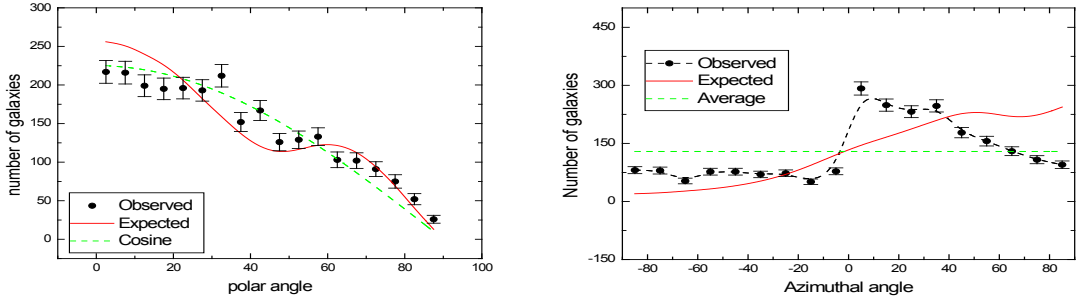 300
250
200
150
100
50
0
number of galaxies
Observed
Expected
Cosine
0 20 40 60 80 100
polar angle
450
300
150
0
-150
Number of galaxies
Observed
Expected
Average
-80 -60 -40 -20 0 20 40 60 80
Azimuthal angle